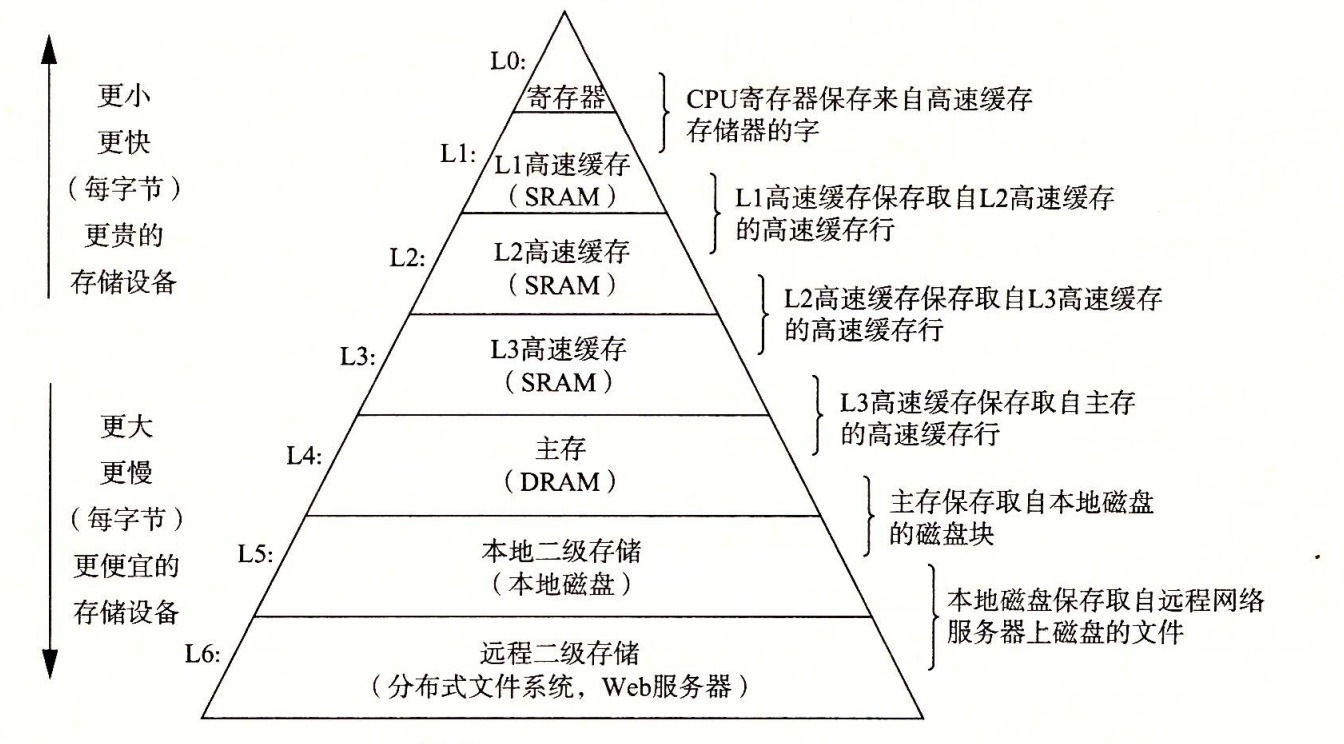 更小
更快
（每字节）
更贵的
存储设备
更大
更慢
（每字节）
更便宜的
存储设备
L0:
寄存器
CPU寄存器保存来自高速缓存
存储器的字
L1:
L1高速缓存
（SRAM）
L1高速缓存保存取自L2高速缓存
的高速缓存行
L2:
L2高速缓存
（SRAM）
L2高速缓存保存取自L3高速缓存
的高速缓存行
L3:
L3高速缓存
（SRAM）
L3高速缓存保存取自主存
的高速缓存行
L4:
主存
（DRAM）
主存保存取自本地磁盘
的磁盘块
L5:
本地二级存储
（本地磁盘）
本地磁盘保存取自远程网络
服务器上磁盘的文件
L6:
远程二级存储
（分布式文件系统，Web服务器）